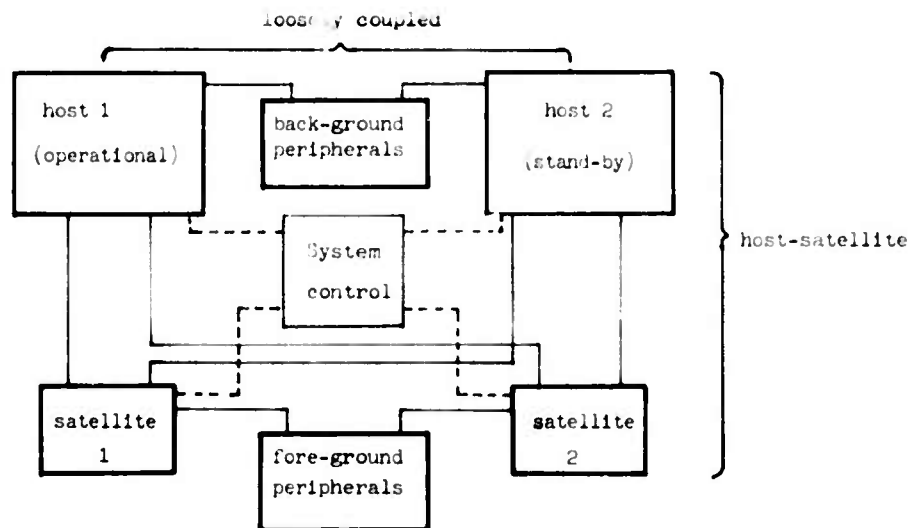 loosely coupled
host 1
(operational)
back-ground
peripherals
host 2
(stand-by)
System
control
host-satellite
satellite
1
fore-ground
peripherals
satellite
2